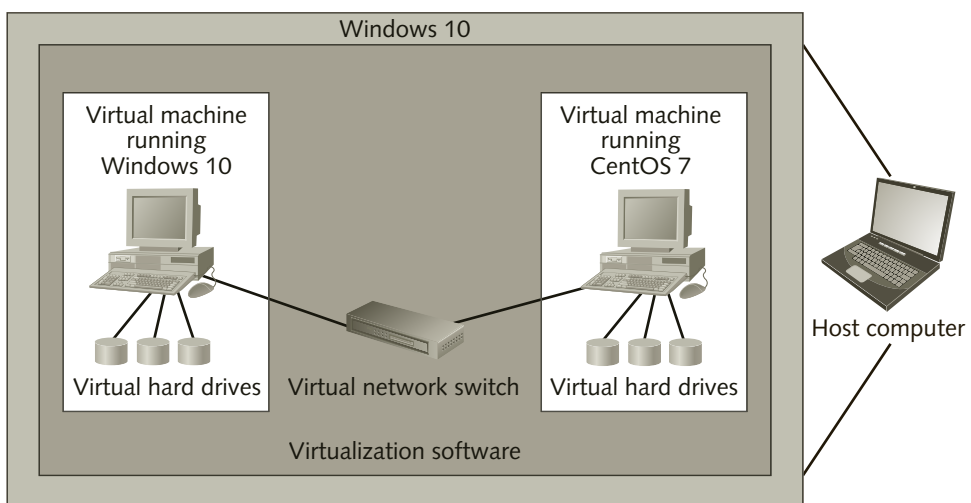 Windows 10
Virtual machine
running
Windows 10
Virtual machine
running
CentOS 7
Host computer
Virtual hard drives
Virtual network switch
Virtual hard drives
Virtualization software